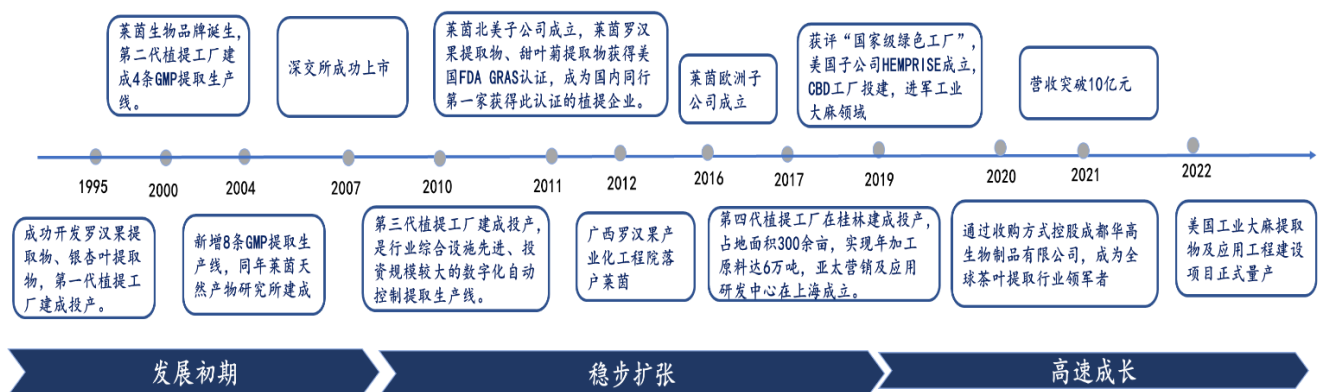 莱茵生物品牌诞生，
第二代植提工厂建
成4条GMP提取生产
线。
深交所成功上市
莱茵北美子公司成立，莱茵罗汉
果提取物、甜叶菊提取物获得美
国FDA GRAS认证，成为国内同行
第一家获得此认证的植提企业。
莱茵欧洲子
公司成立
获评“国家级绿色工厂”，
美国子公司HEMPRISE成立，
CBD工厂投建，进军工业
大麻领域
营收突破10亿元
1995
2000
2004
2007
2010
2011
2012
2016
2017
2019
2020
2021
2022
成功开发罗汉果提
取物、银杏叶提取
物，第一代植提工
厂建成投产。
新增8条GMP提取生
产线，同年莱茵天
然产物研究所建成
第三代植提工厂建成投产，
是行业综合设施先进、投
资规模较大的数字化自动
控制提取生产线。
广西罗汉果产
业化工程院落
户莱茵
第四代植提工厂在桂林建成投产，
占地面积300余亩，实现年加工
原料达6万吨，亚太营销及应用
研发中心在上海成立。
通过收购方式控股成都华高
生物制品有限公司，成为全
球茶叶提取行业领军者
美国工业大麻提取
物及应用工程建设
项目正式量产
发展初期
稳步扩张
高速成长